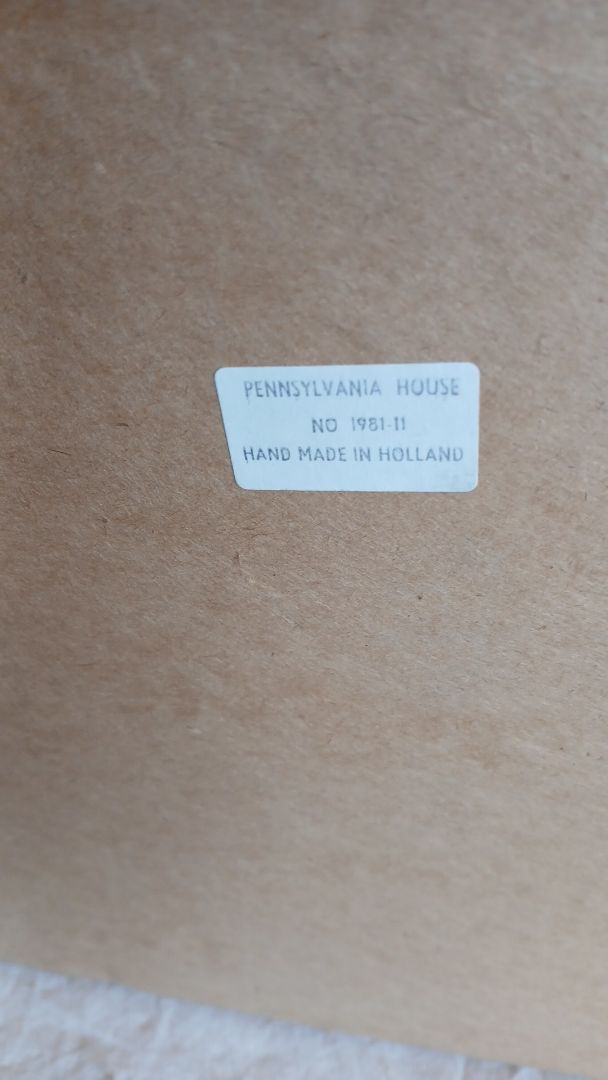 PENNSYLVANIA HOUSE
NO 1981-11
HAND MADE IN HOLLAND